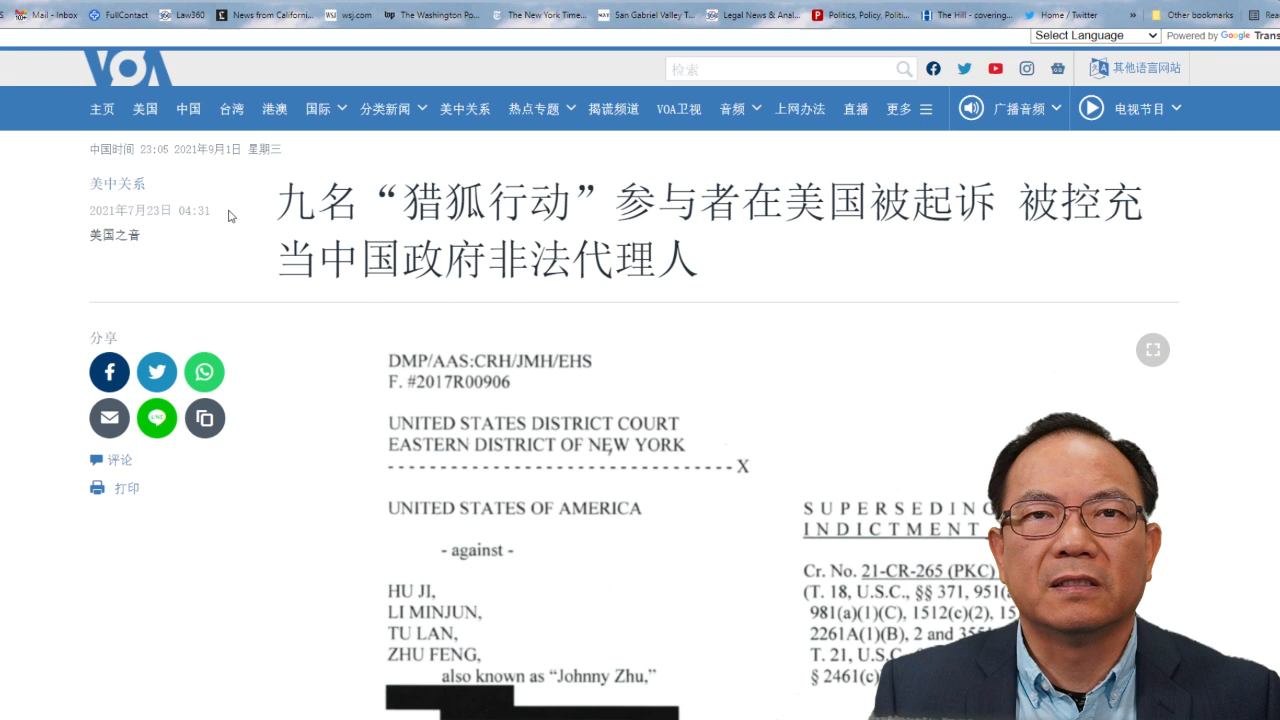 S
Mail - Inbox
FullContact
Law360
News from Californi...
WSJ wsj.com
twp The Washington Po...
The New York Time...
San Gabriel Valley T...
Legal News & Anal...
Politics, Policy, Politi...
The Hill - covering...
Home / Twitter
»
Other bookmarks
Rea
Select Language
Powered by Google Trans
VOA
检索
其他语言网站
主页 美国 中国 台湾 港澳 国际 分类新闻 美中关系 热点专题 揭谎频道 VOA卫视 音频 上网办法 直播 更多 广播音频 电视节目
中国时间 23:05 2021年9月1日 星期三
美中关系
2021年7月23日 04:31
美国之音
九名“猎狐行动”参与者在美国被起诉 被控充
当中国政府非法代理人
分享
LINE
评论
打印
DMP/AAS:CRH/JMH/EHS
F. #2017R00906
UNITED STATES DISTRICT COURT
EASTERN DISTRICT OF NEW YORK
- - - - - - - - - - - - - - - - - - - - - - - - - - - - - - - - X
UNITED STATES OF AMERICA
- against -
HU JI,
LI MINJUN,
TU LAN,
ZHU FENG,
also known as “Johnny Zhu,”
S U P E R S E D I N G
I N D I C T M E N T
Cr. No. 21-CR-265 (PKC)
(T. 18, U.S.C., §§ 371, 951(
981(a)(1)(C), 1512(c)(2), 15
2261A(1)(B), 2 and 3551
T. 21, U.S.C.
§ 2461(c)